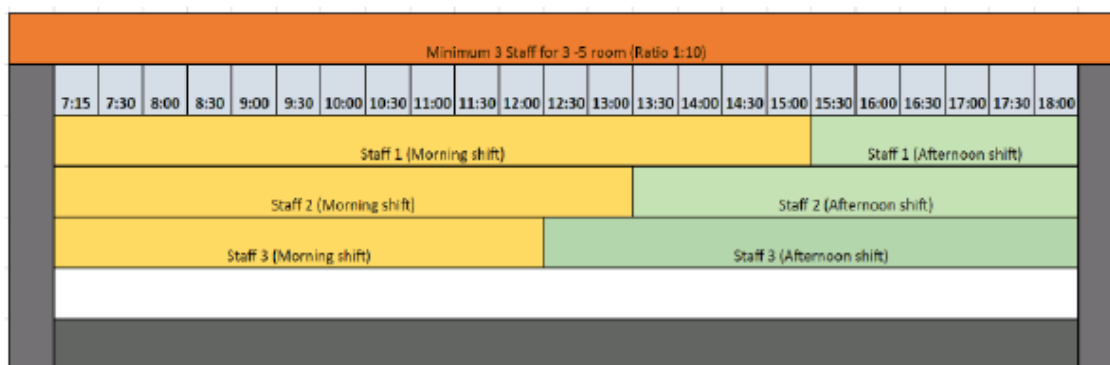 Minimum 3 Staff for 3 -5 room (Ratio 1:10)
7:15 7:30 8:00 8:30 9:00 9:30 10:00 10:30 11:00 11:30 12:00 12:30 13:00 13:30 14:00 14:30 15:00 15:30 16:00 16:30 17:00 17:30 18:00
Staff 1 (Morning shift) Staff 1 (Afternoon shift)
Staff 2 (Morning shift) Staff 2 (Afternoon shift)
Staff 3 (Morning shift) Staff 3 (Afternoon shift)